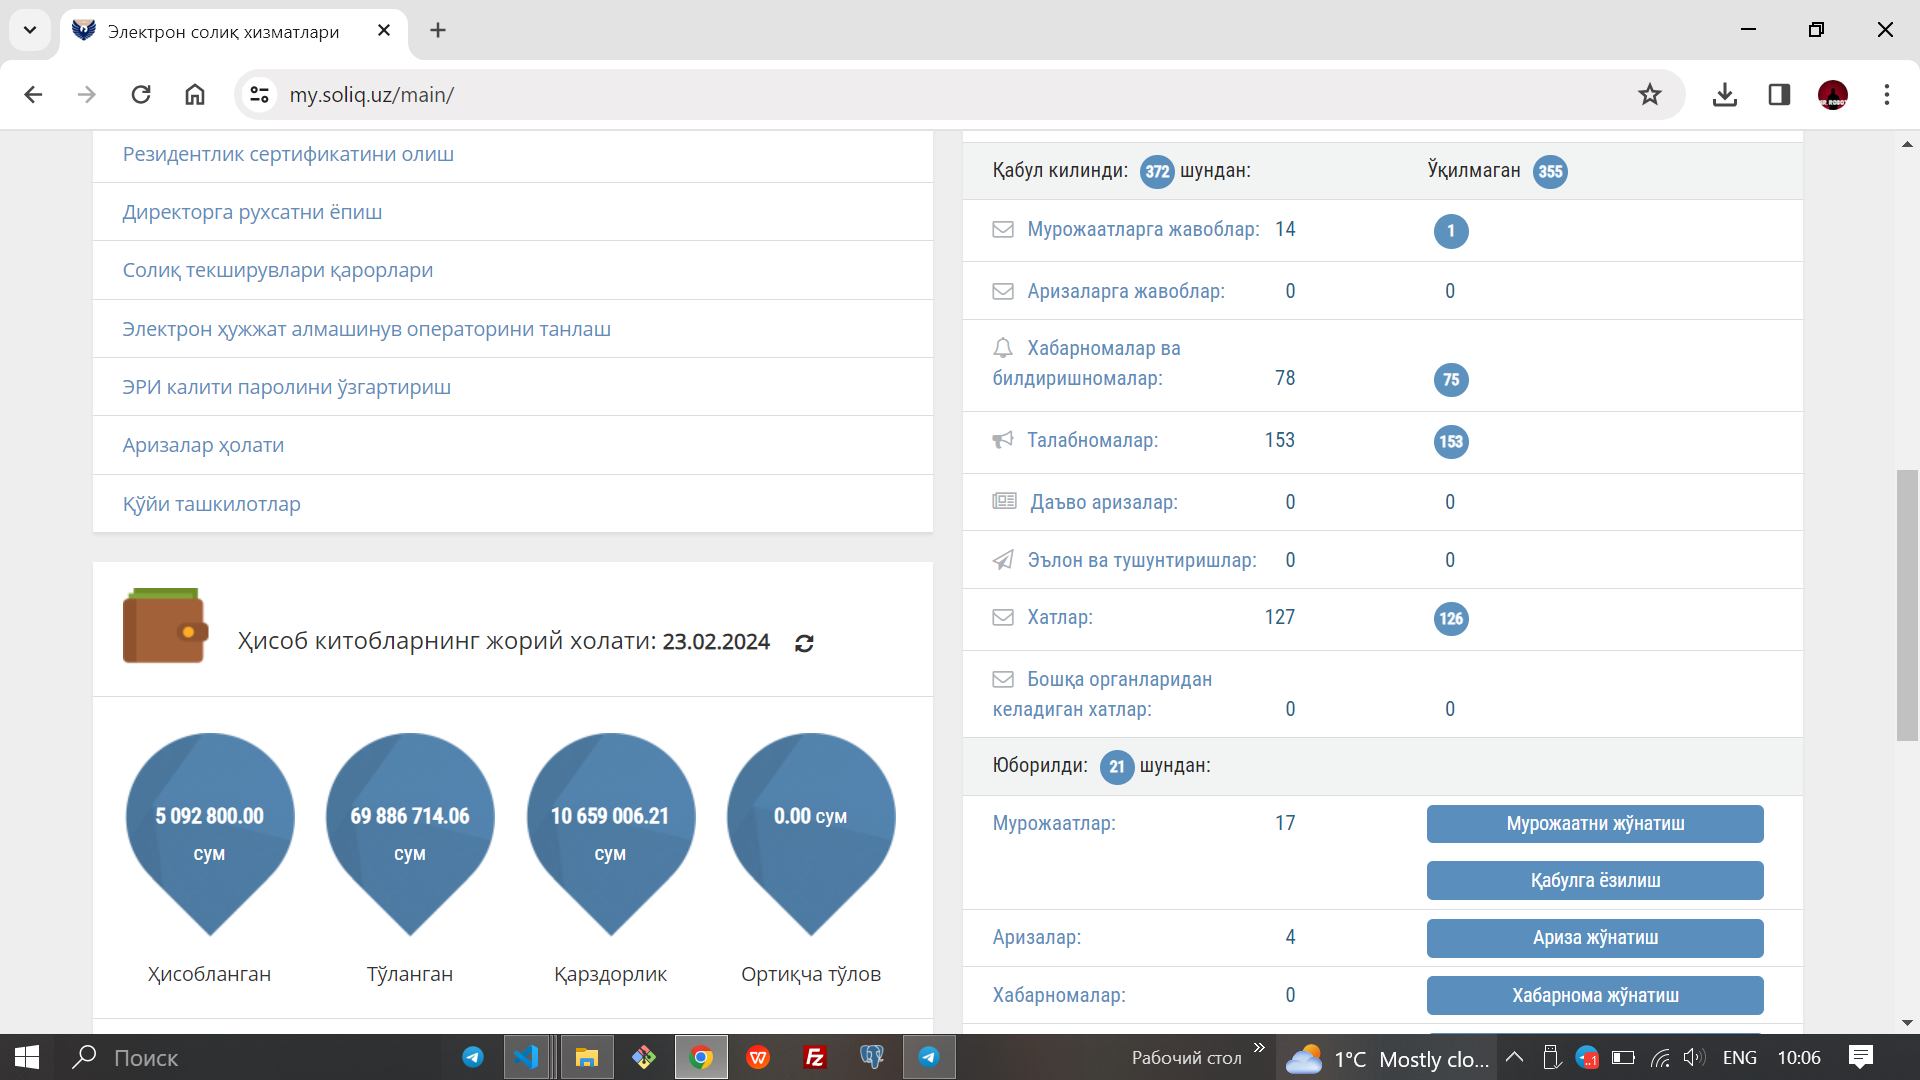 Электрон солиқ хизматлари
my.soliq.uz/main/
Резидентлик сертификатини олиш
Директорга рухсатни ёпиш
Солиқ текширувлари қарорлари
Электрон ҳужжат алмашинув операторини танлаш
ЭРИ калити паролини ўзгартириш
Аризалар ҳолати
Қўйи ташкилотлар
Ҳисоб китобларнинг жорий холати: 23.02.2024
5 092 800.00 сум
Ҳисобланган
69 886 714.06 сум
Тўланган
10 659 006.21 сум
Қарздорлик
0.00 сум
Ортиқча тўлов
Қабул килинди: 372 шундан: Ўқилмаган 355
Мурожаатларга жавоблар: 14 1
Аризаларга жавоблар: 0 0
Хабарномалар ва
билдиришномалар: 78 75
Талабномалар: 153 153
Даъво аризалар: 0 0
Эълон ва тушунтиришлар: 0 0
Хатлар: 127 126
Бошқа органларидан
келадиган хатлар: 0 0
Юборилди: 21 шундан:
Мурожаатлар: 17 Мурожаатни жўнатиш
Қабулга ёзилиш
Аризалар: 4 Ариза жўнатиш
Хабарномалар: 0 Хабарнома жўнатиш
Поиск
Рабочий стол
1°C Mostly clo...
ENG
10:06